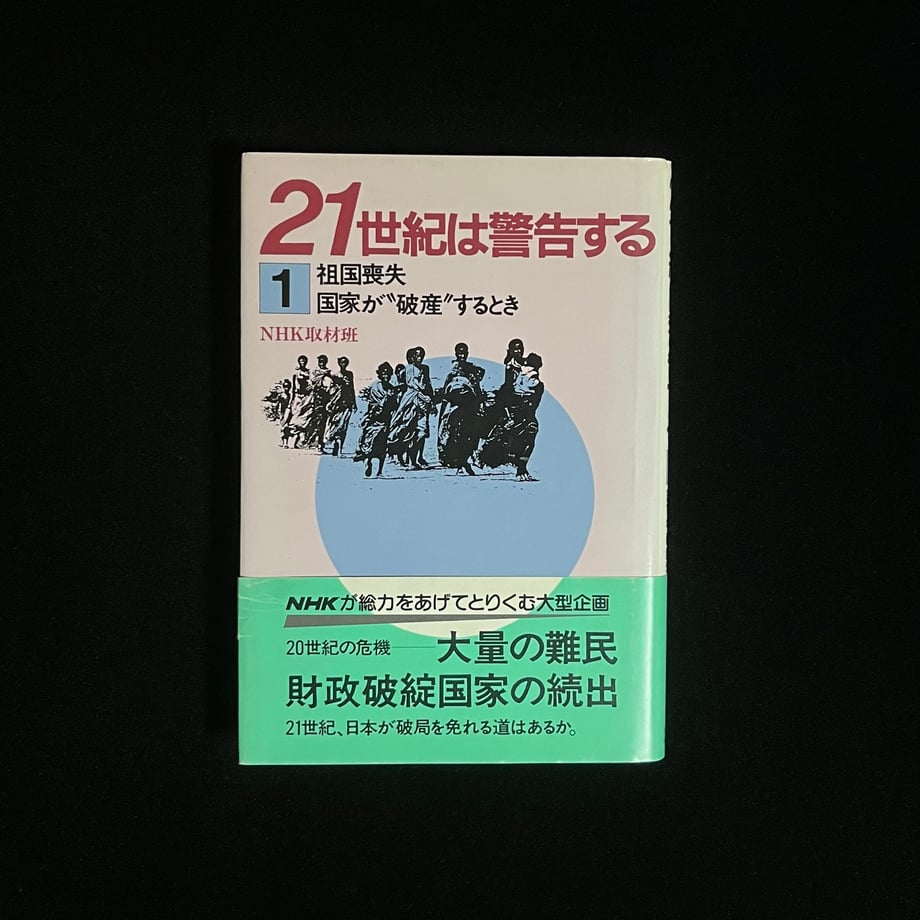 21世紀は警告する
1
祖国喪失
国家が〝破産〟するとき
NHK取材班
NHKが総力をあげてとりくむ大型企画
20世紀の危機──大量の難民
財政破綻国家の続出
21世紀、日本が破局を免れる道はあるか。